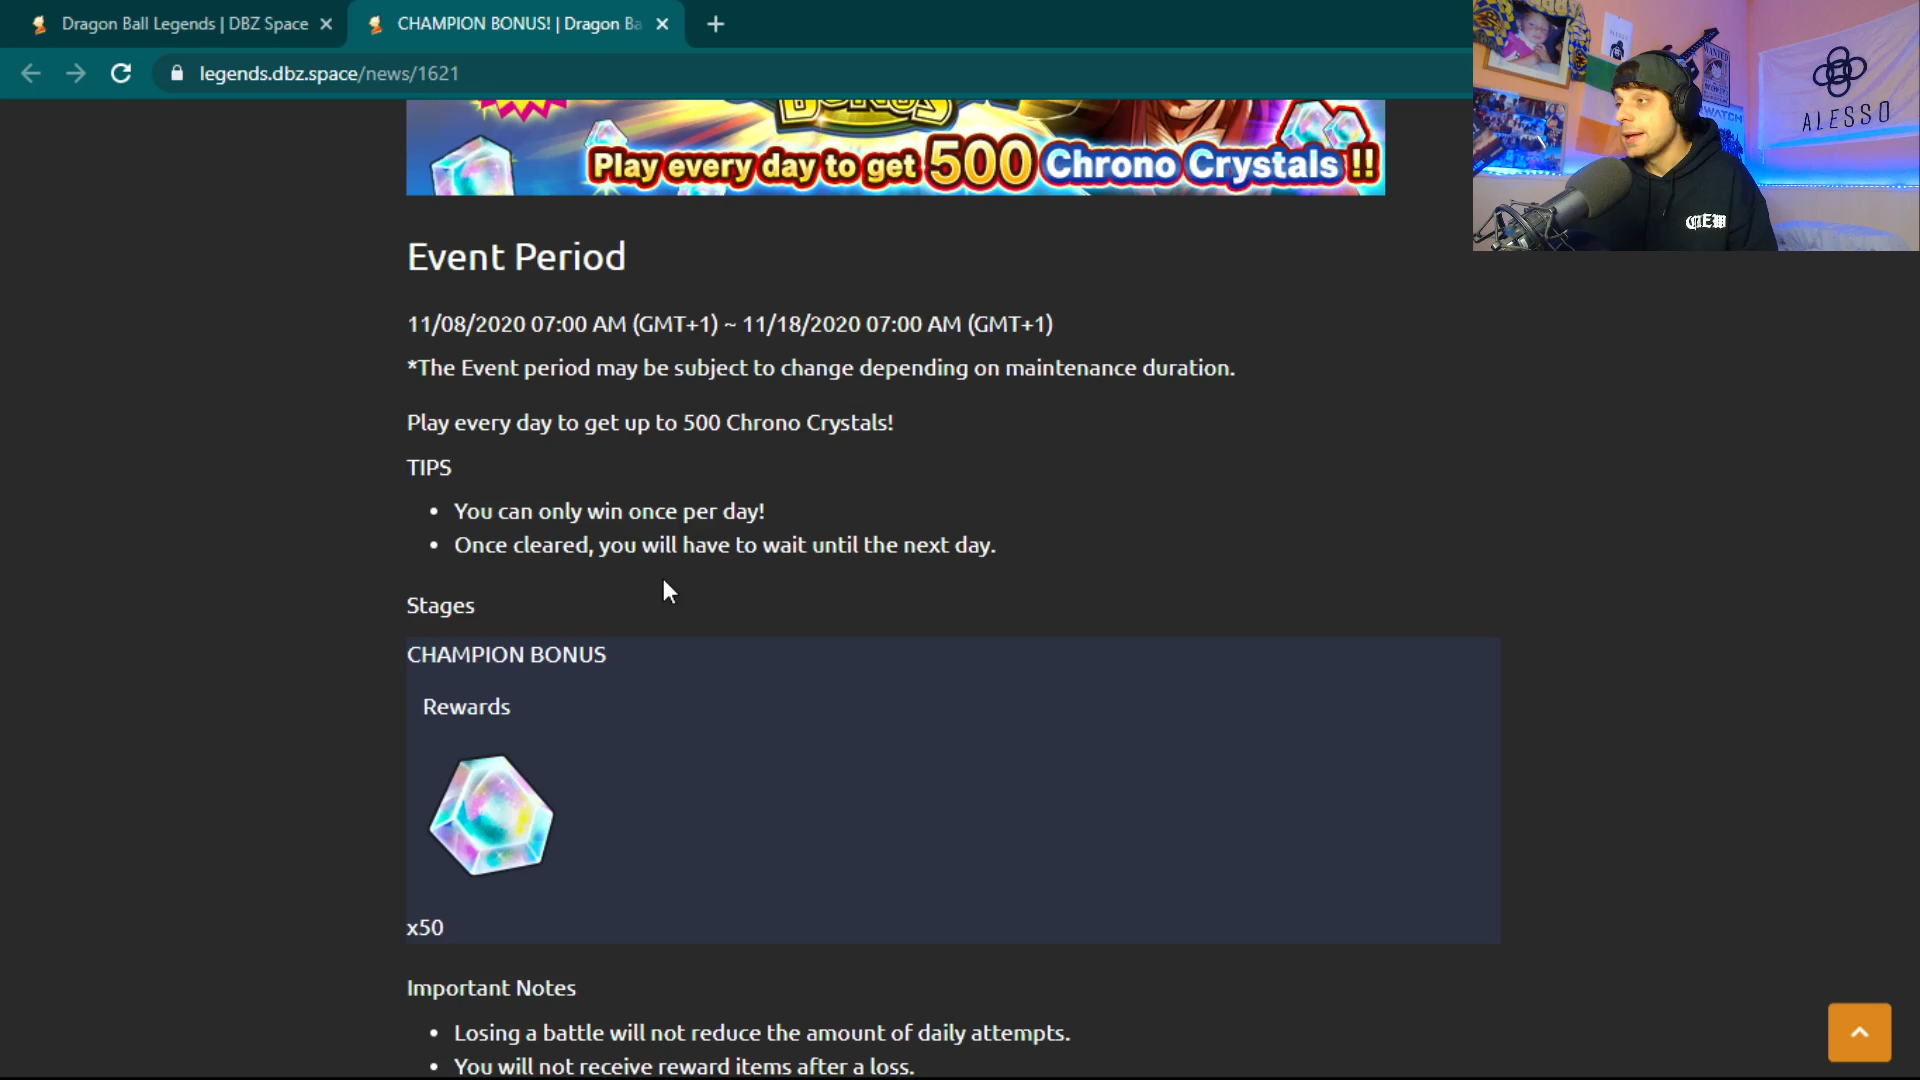 Dragon Ball Legends | DBZ Space
CHAMPION BONUS! | Dragon Ba
legends.dbz.space/news/1621
BONUS
Play every day to get 500 Chrono Crystals !!
WANTED
WATCH
ALESSO
CREW
Event Period
11/08/2020 07:00 AM (GMT+1) ~ 11/18/2020 07:00 AM (GMT+1)
*The Event period may be subject to change depending on maintenance duration.
Play every day to get up to 500 Chrono Crystals!
TIPS
• You can only win once per day!
• Once cleared, you will have to wait until the next day.
Stages
CHAMPION BONUS
Rewards
x50
Important Notes
• Losing a battle will not reduce the amount of daily attempts.
• You will not receive reward items after a loss.